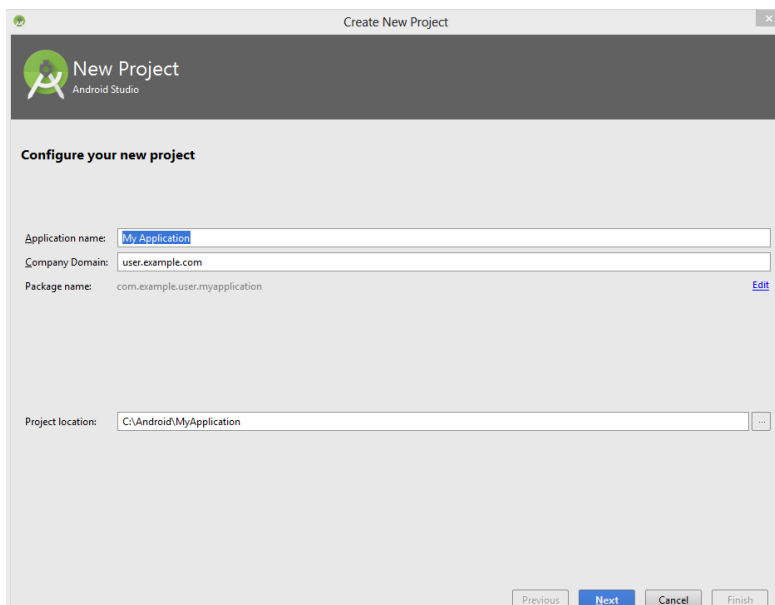 Create New Project
New Project
Android Studio
Configure your new project
Application name: My Application
Company Domain: user.example.com
Package name: com.example.user.myapplication Edit
Project location: C:\Android\MyApplication ...
Previous Next Cancel Finish